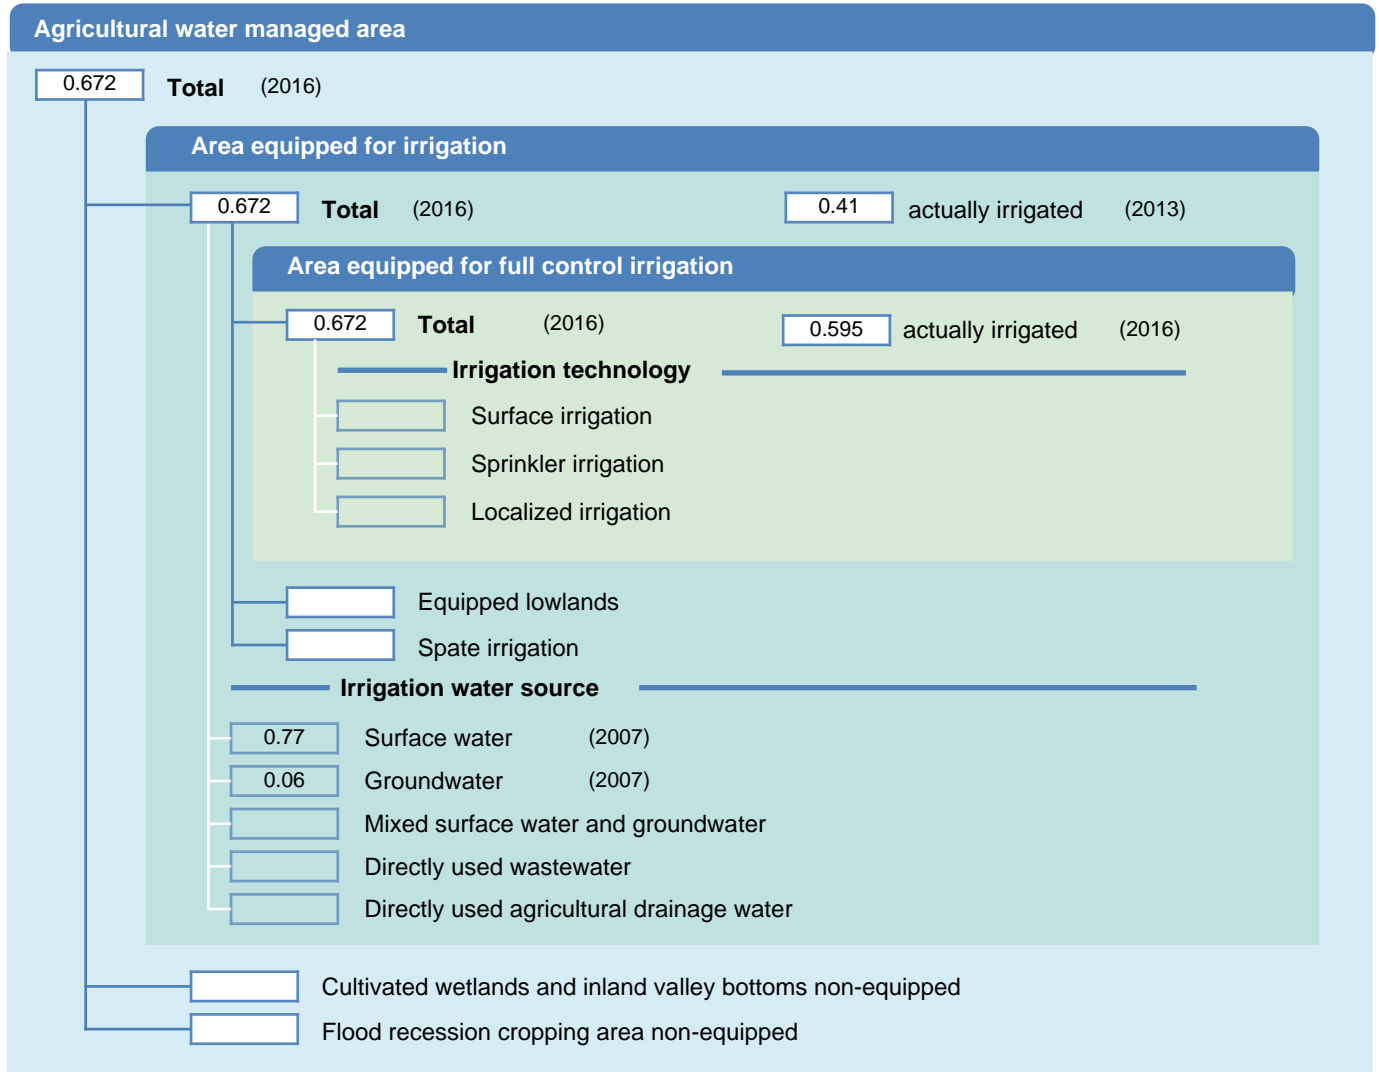 Agricultural water managed area
0.672 Total (2016)
Area equipped for irrigation
0.672 Total (2016) 0.41 actually irrigated (2013)
Area equipped for full control irrigation
0.672 Total (2016) 0.595 actually irrigated (2016)
Irrigation technology
Surface irrigation
Sprinkler irrigation
Localized irrigation
Equipped lowlands
Spate irrigation
Irrigation water source
0.77 Surface water (2007)
0.06 Groundwater (2007)
Mixed surface water and groundwater
Directly used wastewater
Directly used agricultural drainage water
Cultivated wetlands and inland valley bottoms non-equipped
Flood recession cropping area non-equipped